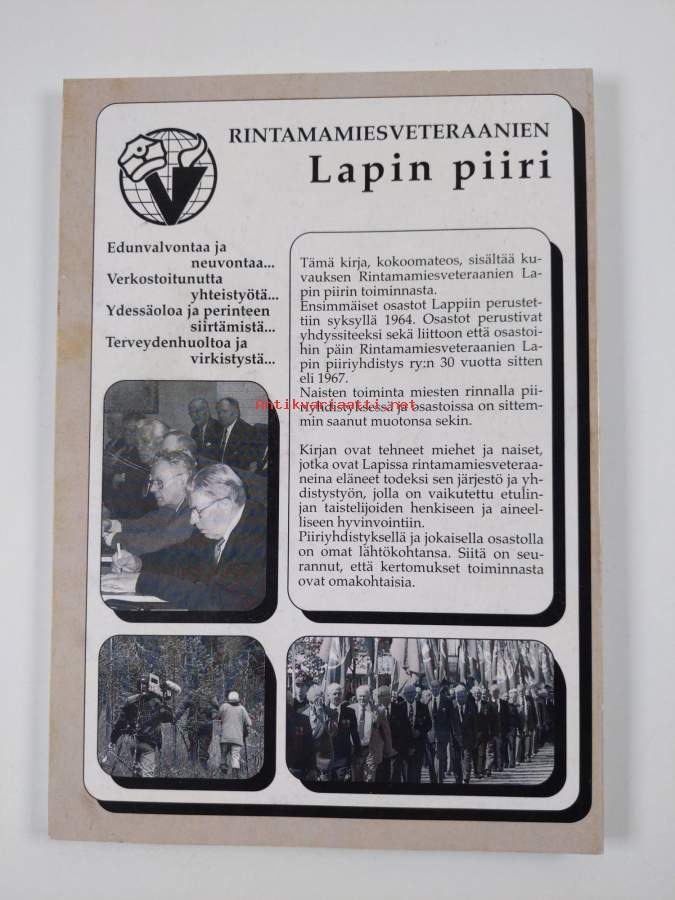 RINTAMAMIESVETERAANIEN
Lapin piiri
Edunvalvontaa ja
neuvontaa...
Verkostoitunutta
yhteistyötä...
Ydessäoloa ja perinteen
siirtämistä...
Terveydenhuoltoa ja
virkistystä...
Tämä kirja, kokoomateos, sisältää ku-
vauksen Rintamamiesveteraanien La-
pin piirin toiminnasta.
Ensimmäiset osastot Lappiin perustet-
tiin syksyllä 1964. Osastot perustivat
yhdyssiteeksi sekä liittoon että osastoi-
hin päin Rintamamiesveteraanien La-
pin piiriyhdistys ry:n 30 vuotta sitten
eli 1967.
Naisten toiminta miesten rinnalla pii-
riyhdistyksessä ja osastoissa on sittem-
min saanut muotonsa sekin.
Kirjan ovat tehneet miehet ja naiset,
jotka ovat Lapissa rintamamiesveteraa-
neina eläneet todeksi sen järjestö ja yh-
distystyön, jolla on vaikutettu etulin-
jan taistelijoiden henkiseen ja aineel-
liseen hyvinvointiin.
Piiriyhdistyksellä ja jokaisella osastolla
on omat lähtökohtansa. Siitä on seu-
rannut, että kertomukset toiminnasta
ovat omakohtaisia.
antikvariaatti.net